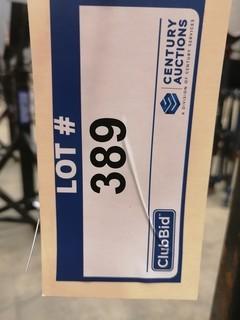 LOT #
389
CENTURY
AUCTIONS
A DIVISION OF CENTURY SERVICES
ClubBid